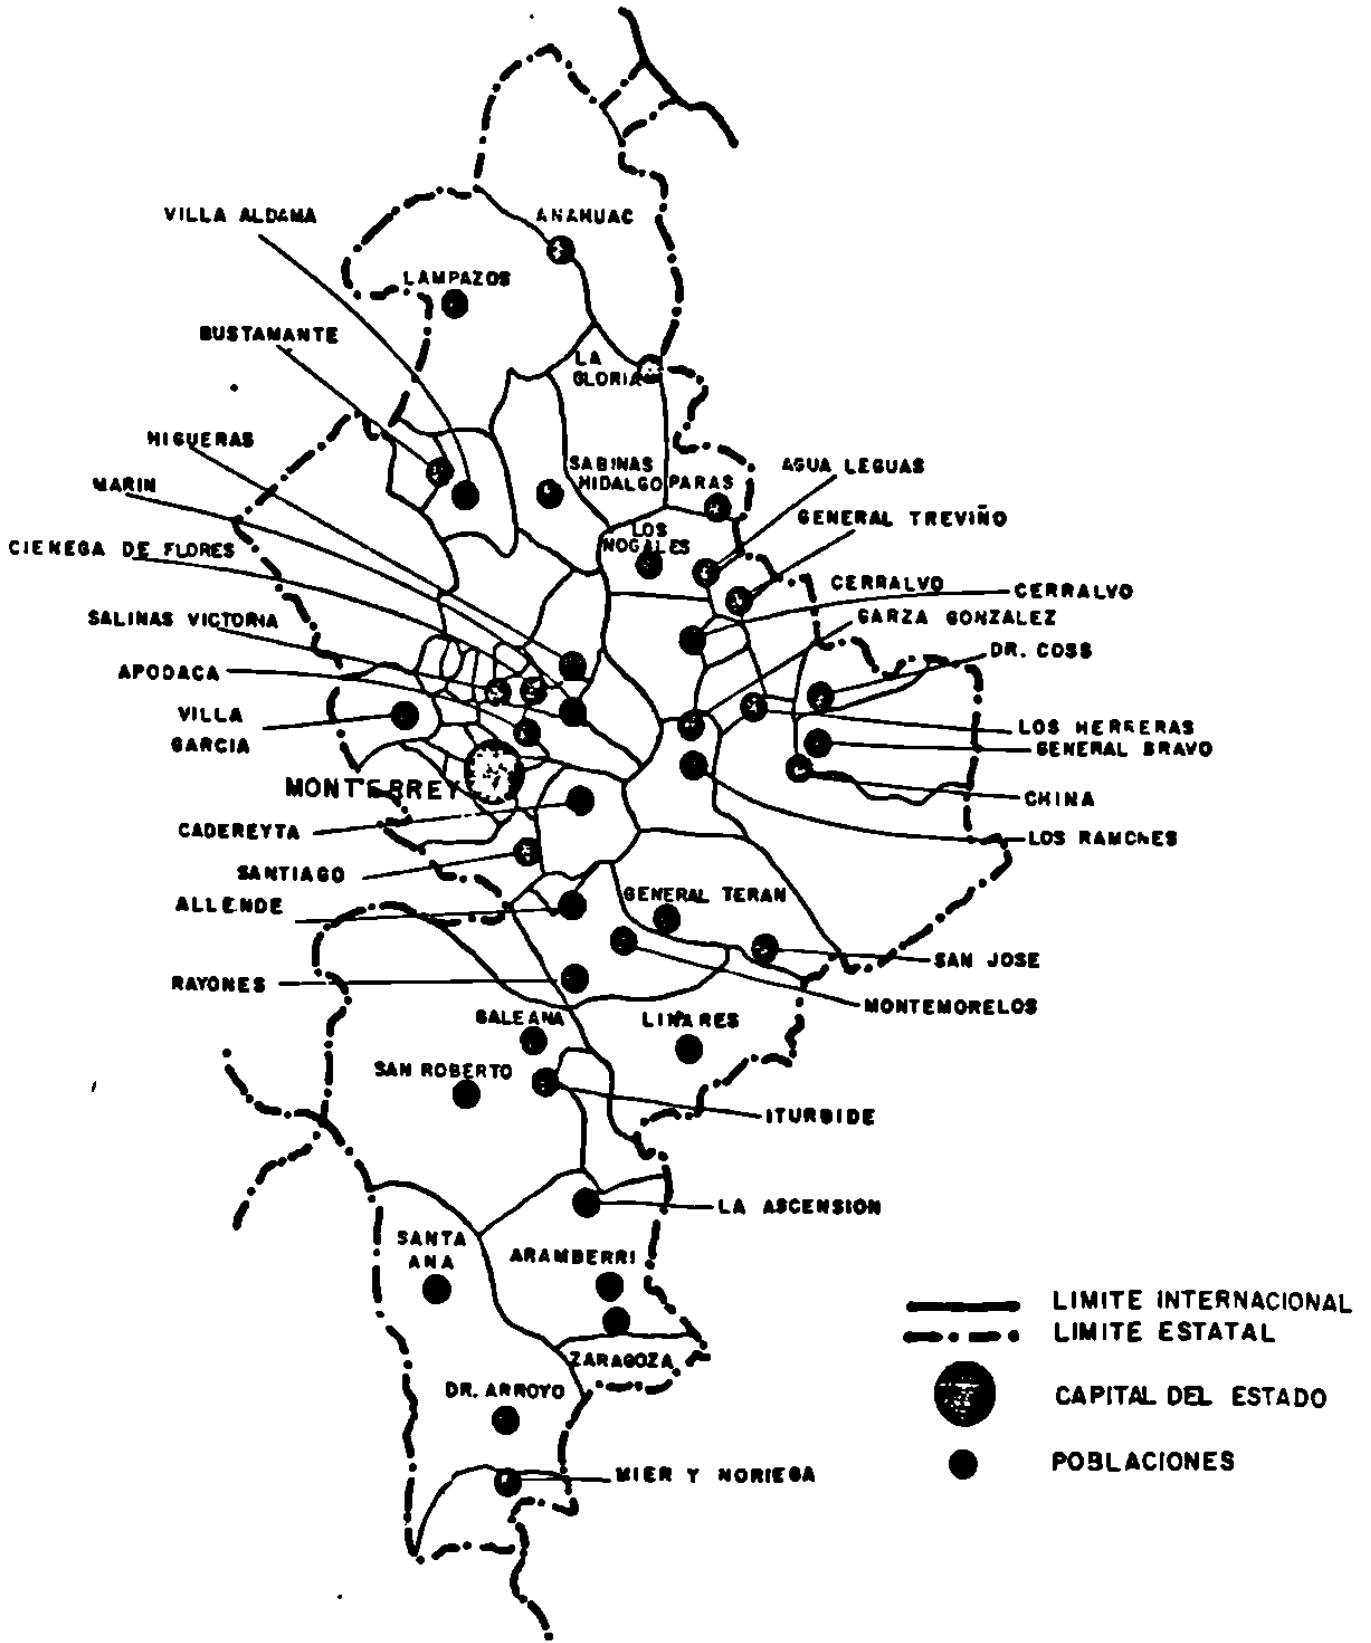 ANAHUAC
VILLA ALDAMA
LAMPAZOS
BUSTAMANTE
LA
GLORIA
HIGUERAS
SABINAS
HIDALGO
PARAS
AGUA LEGUAS
MARIN
GENERAL TREVIÑO
LOS
NOGALES
CIENEGA DE FLORES
CERRALVO
CERRALVO
GARZA GONZALEZ
SALINAS VICTORIA
DR. COSS
APODACA
VILLA
GARCIA
LOS HERRERAS
GENERAL BRAVO
MONTERREY
CHINA
CADEREYTA
LOS RAMONES
SANTIAGO
GENERAL TERAN
ALLENDE
SAN JOSE
RAYONES
MONTEMORELOS
GALEANA
LINARES
SAN ROBERTO
ITURBIDE
LA ASCENSION
SANTA
ANA
ARAMBERRI
ZARAGOZA
DR. ARROYO
MIER Y NORIEGA
LIMITE INTERNACIONAL
LIMITE ESTATAL
CAPITAL DEL ESTADO
POBLACIONES